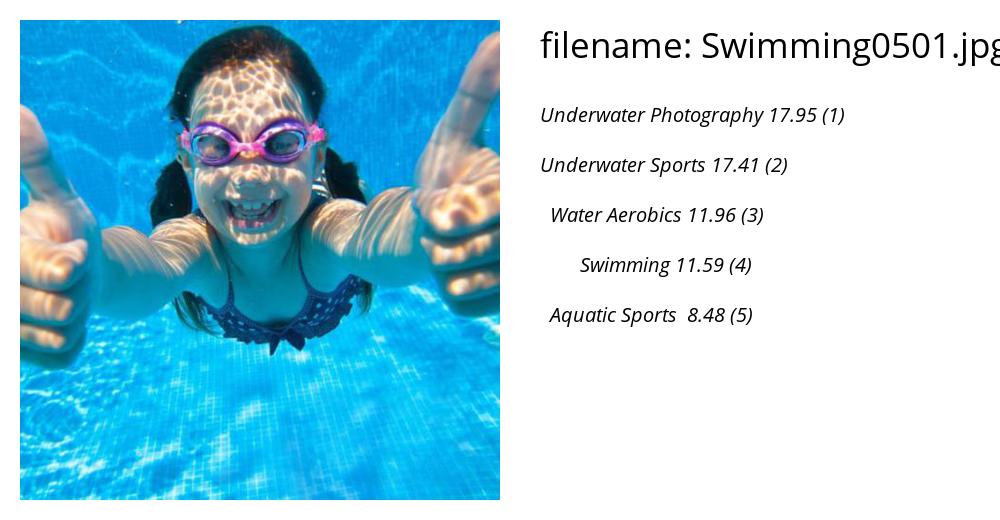 filename: Swimming0501.jpg
Underwater Photography 17.95 (1)
Underwater Sports 17.41 (2)
Water Aerobics 11.96 (3)
Swimming 11.59 (4)
Aquatic Sports 8.48 (5)